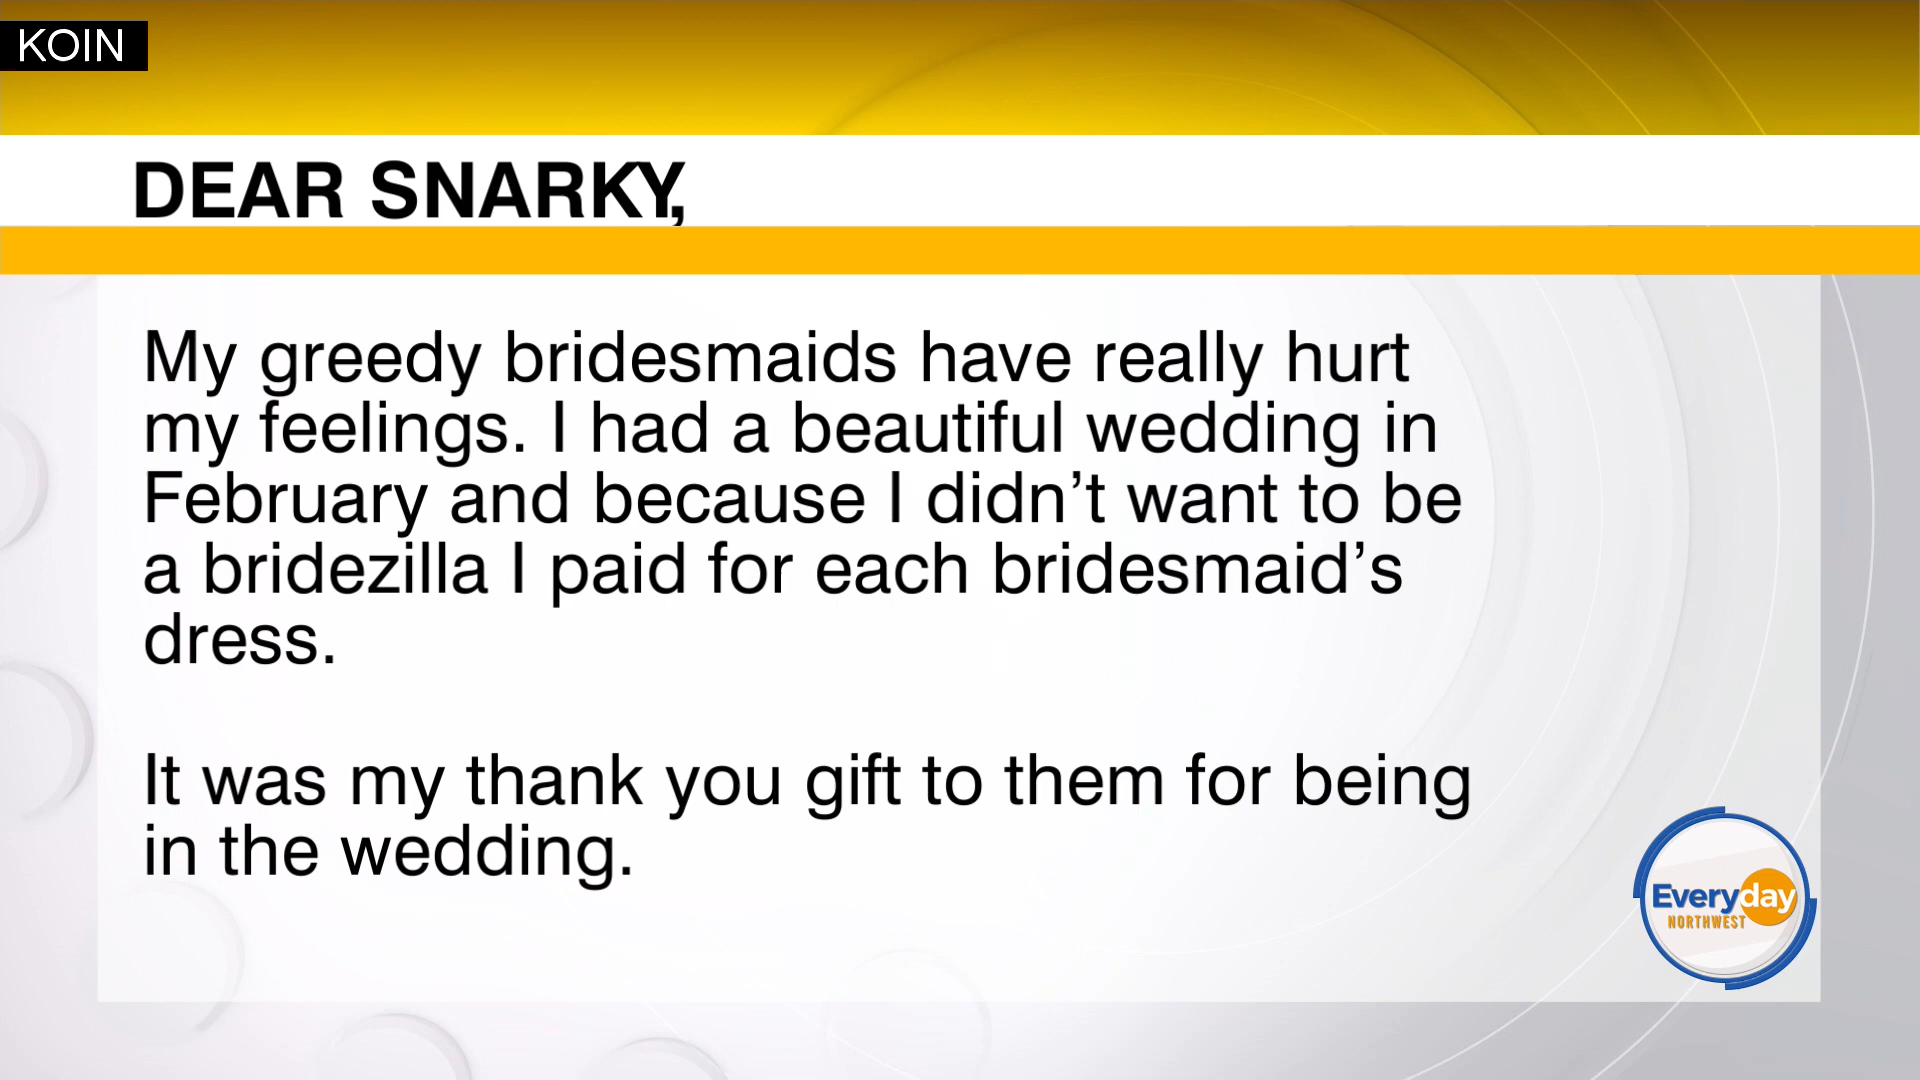 KOIN
DEAR SNARKY,
My greedy bridesmaids have really hurt
my feelings. I had a beautiful wedding in
February and because I didn’t want to be
a bridezilla I paid for each bridesmaid’s
dress.
It was my thank you gift to them for being
in the wedding.
Everyday
NORTHWEST